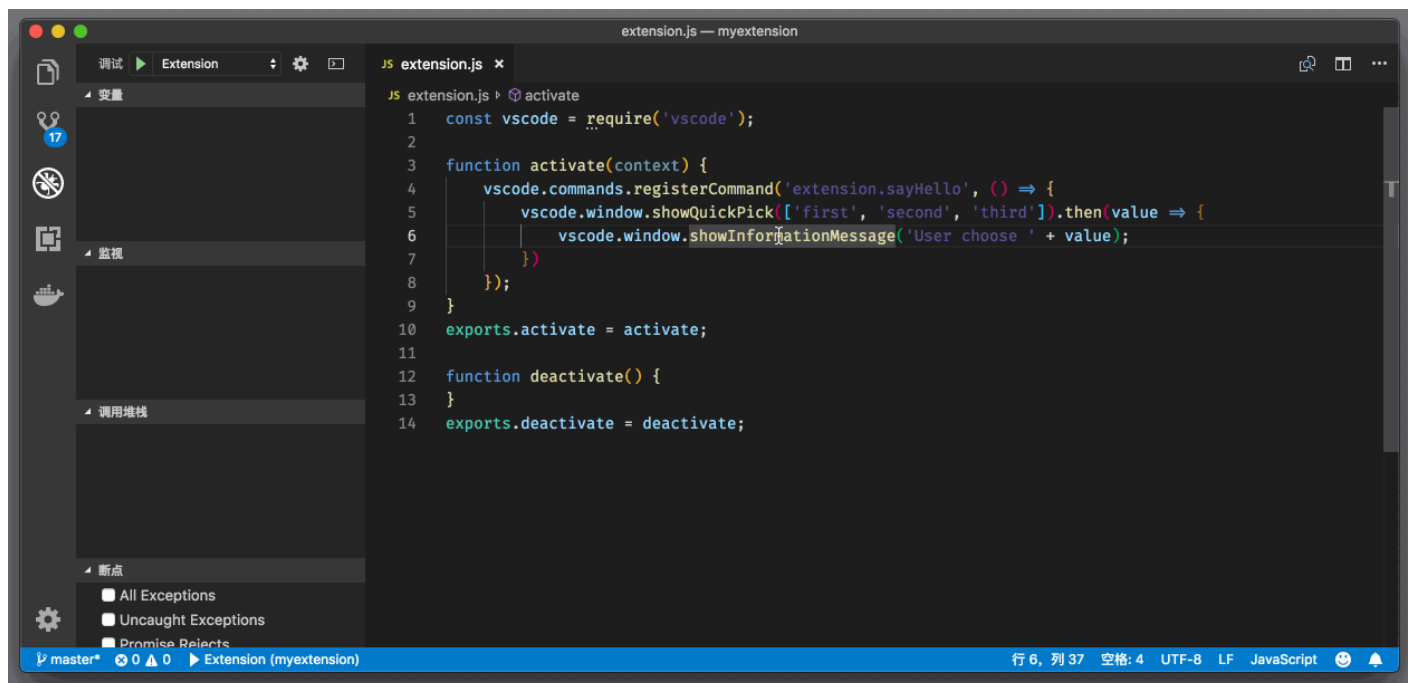 extension.js — myextension
调试 Extension
JS extension.js ×
变量
JS extension.js activate
1 const vscode = require('vscode');
2
3 function activate(context) {
4 vscode.commands.registerCommand('extension.sayHello', () ⇒ {
5 vscode.window.showQuickPick(['first', 'second', 'third']).then(value ⇒ {
6 vscode.window.showInformationMessage('User choose ' + value);
7 })
8 });
9 }
10 exports.activate = activate;
11
12 function deactivate() {
13 }
14 exports.deactivate = deactivate;
17
监视
调用堆栈
断点
All Exceptions
Uncaught Exceptions
Promise Rejects
master* 0 0 Extension (myextension) 行 6，列 37 空格: 4 UTF-8 LF JavaScript